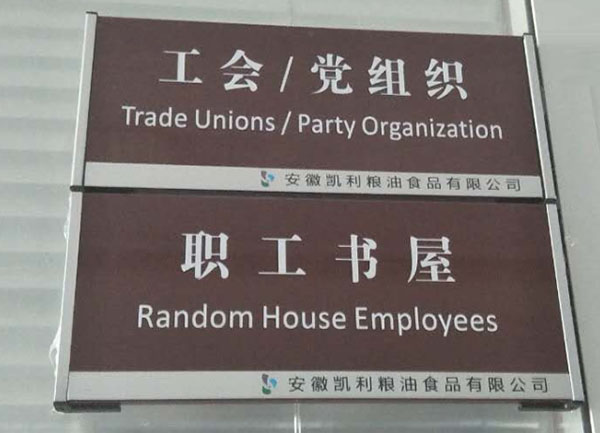 工会/党组织
Trade Unions / Party Organization
安徽凯利粮油食品有限公司
职工书屋
Random House Employees
安徽凯利粮油食品有限公司